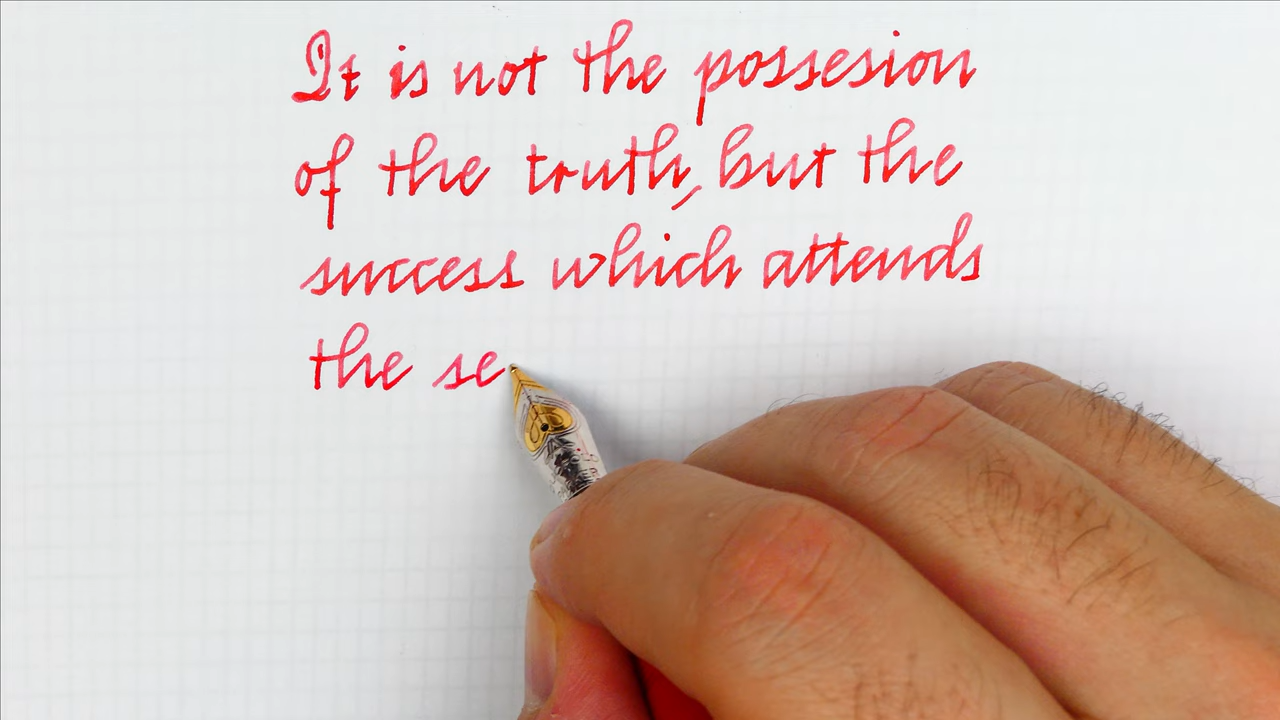 It is not the possesion
of the truth, but the
success which attends
the se